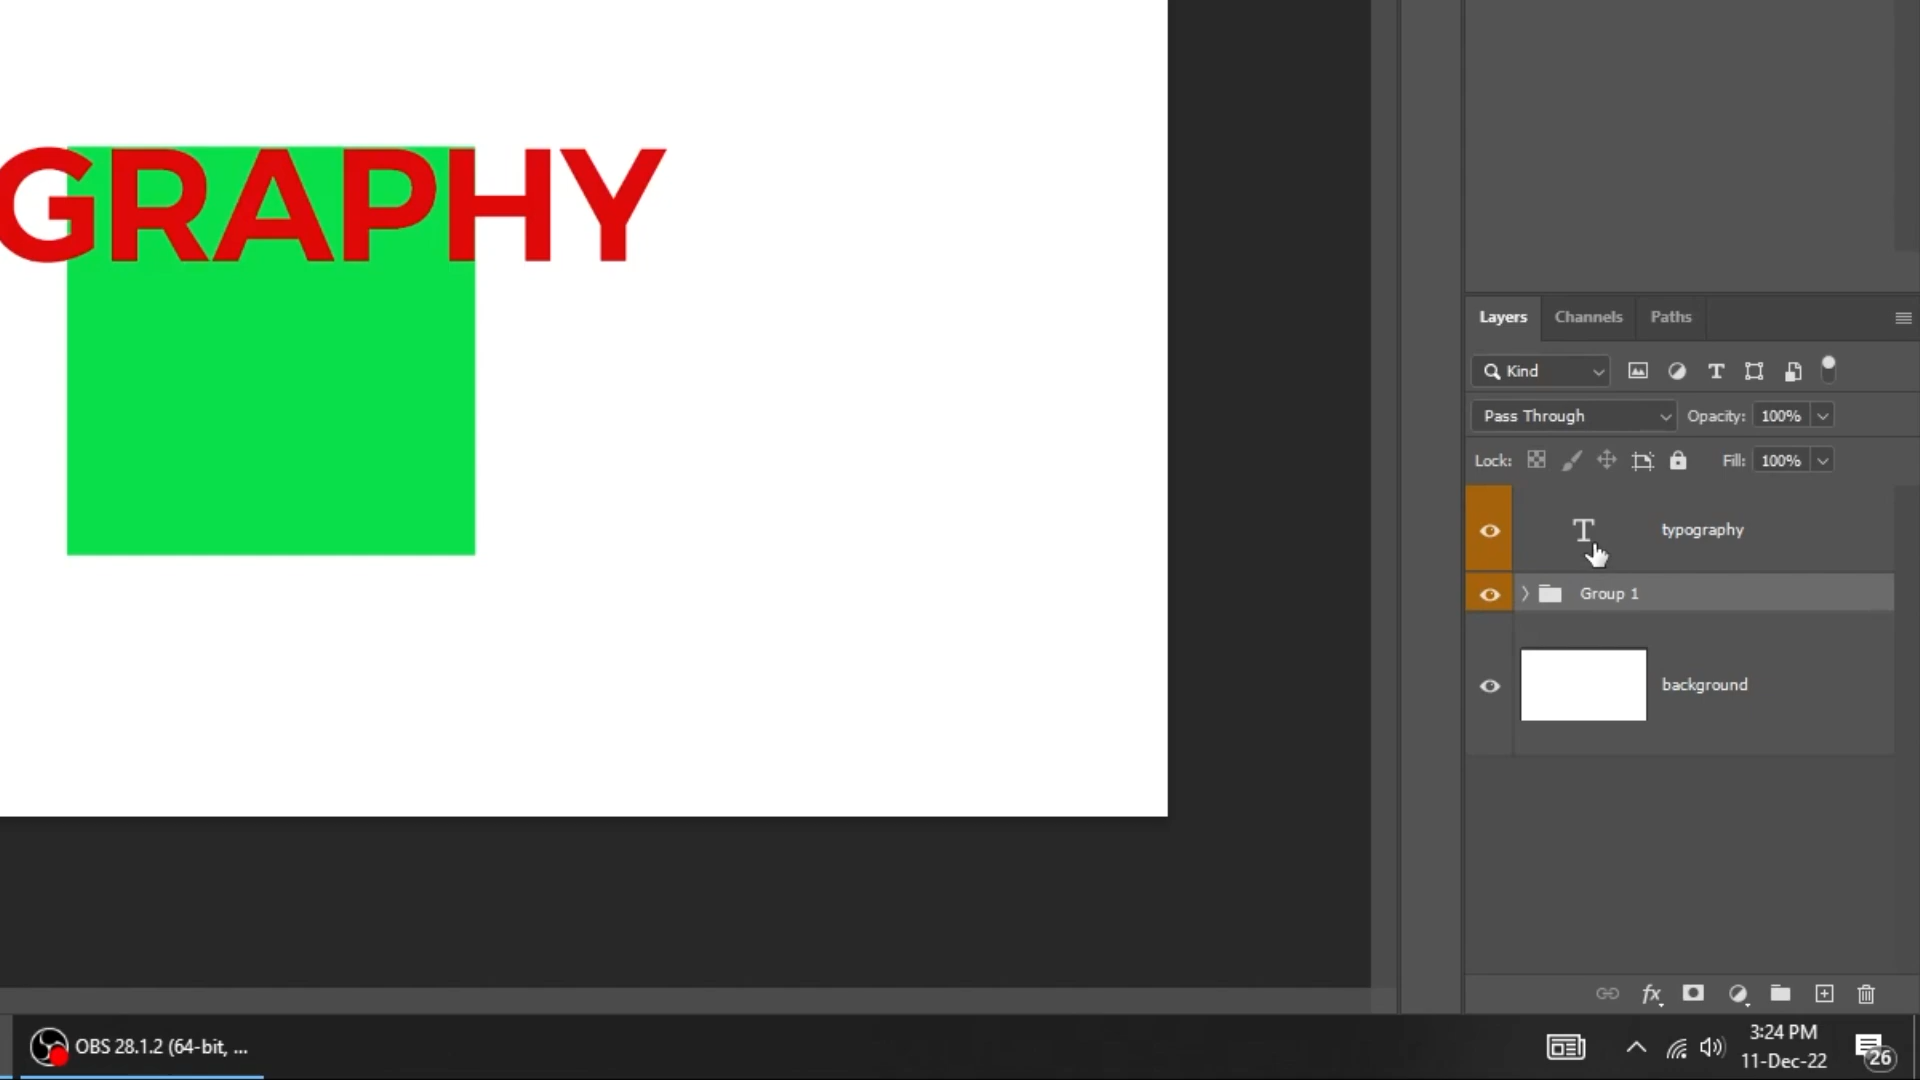 GRAPHY
Layers
Channels
Paths
Kind
Pass Through
Opacity: 100%
Lock:
Fill: 100%
typography
Group 1
background
fx
OBS 28.1.2 (64-bit, ...
3:24 PM
11-Dec-22
26